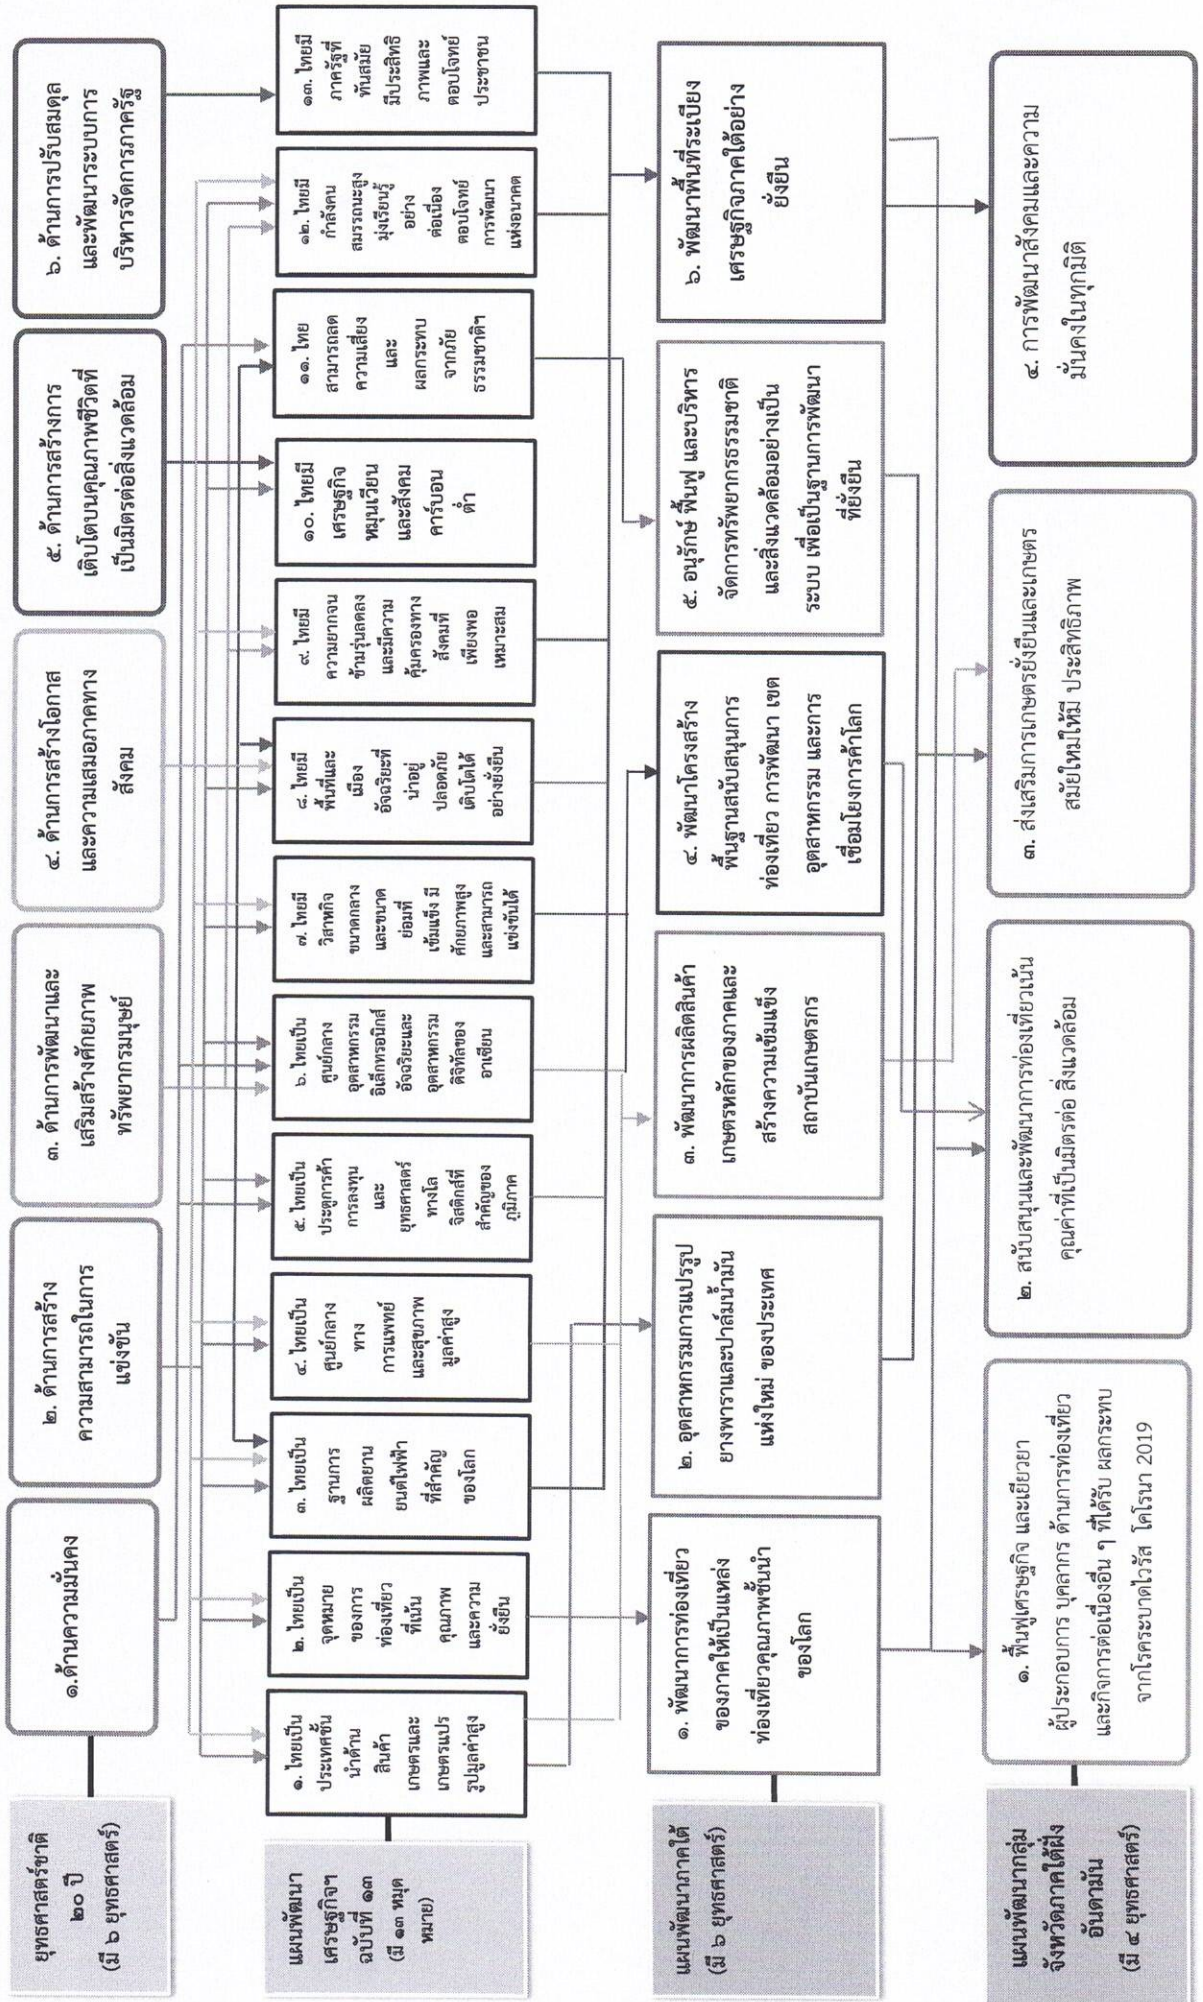 ยุทธศาสตร์ชาติ
๒๐ ปี
(มี ๖ ยุทธศาสตร์)
๑.ด้านความมั่นคง
๒. ด้านการสร้าง
ความสามารถในการ
แข่งขัน
๓. ด้านการพัฒนาและ
เสริมสร้างศักยภาพ
ทรัพยากรมนุษย์
๔. ด้านการสร้างโอกาส
และความเสมอภาคทาง
สังคม
๕. ด้านการสร้างการ
เติบโตบนคุณภาพชีวิตที่
เป็นมิตรต่อสิ่งแวดล้อม
๖. ด้านการปรับสมดุล
และพัฒนาระบบการ
บริหารจัดการภาครัฐ
แผนพัฒนา
เศรษฐกิจฯ
ฉบับที่ ๑๓
(มี ๑๓ หมุด
หมาย)
๑. ไทยเป็น
ประเทศชั้น
นำด้าน
สินค้า
เกษตรและ
เกษตรแปร
รูปมูลค่าสูง
๒. ไทยเป็น
จุดหมาย
ของการ
ท่องเที่ยว
ที่เน้น
คุณภาพ
และความ
ยั่งยืน
๓. ไทยเป็น
ฐานการ
ผลิตยาน
ยนต์ไฟฟ้า
ที่สำคัญ
ของโลก
๔. ไทยเป็น
ศูนย์กลาง
ทาง
การแพทย์
และสุขภาพ
มูลค่าสูง
๕. ไทยเป็น
ประตูการค้า
การลงทุน
และ
ยุทธศาสตร์
ทางโล
จิสติกส์ที่
สำคัญของ
ภูมิภาค
๖. ไทยเป็น
ศูนย์กลาง
อุตสาหกรรม
อิเล็กทรอนิกส์
อัจฉริยะและ
อุตสาหกรรม
ดิจิทัลของ
อาเซียน
๗. ไทยมี
วิสาหกิจ
ขนาดกลาง
และขนาด
ย่อมที่
เข้มแข็ง มี
ศักยภาพสูง
และสามารถ
แข่งขันได้
๘. ไทยมี
พื้นที่และ
เมือง
อัจฉริยะที่
น่าอยู่
ปลอดภัย
เติบโตได้
อย่างยั่งยืน
๙. ไทยมี
ความยากจน
ข้ามรุ่นลดลง
และมีความ
คุ้มครองทาง
สังคมที่
เพียงพอ
เหมาะสม
๑๐. ไทยมี
เศรษฐกิจ
หมุนเวียน
และสังคม
คาร์บอน
ต่ำ
๑๑. ไทย
สามารถลด
ความเสี่ยง
และ
ผลกระทบ
จากภัย
ธรรมชาติฯ
๑๒. ไทยมี
กำลังคน
สมรรถนะสูง
มุ่งเรียนรู้
อย่าง
ต่อเนื่อง
ตอบโจทย์
การพัฒนา
แห่งอนาคต
๑๓. ไทยมี
ภาครัฐที่
ทันสมัย
มีประสิทธิ
ภาพและ
ตอบโจทย์
ประชาชน
แผนพัฒนาภาคใต้
(มี ๖ ยุทธศาสตร์)
๑. พัฒนาการท่องเที่ยว
ของภาคให้เป็นแหล่ง
ท่องเที่ยวคุณภาพชั้นนำ
ของโลก
๒. อุตสาหกรรมการแปรรูป
ยางพาราและปาล์มน้ำมัน
แห่งใหม่ ของประเทศ
๓. พัฒนาการผลิตสินค้า
เกษตรหลักของภาคและ
สร้างความเข้มแข็ง
สถาบันเกษตรกร
๔. พัฒนาโครงสร้าง
พื้นฐานสนับสนุนการ
ท่องเที่ยว การพัฒนา เขต
อุตสาหกรรม และการ
เชื่อมโยงการค้าโลก
๕. อนุรักษ์ ฟื้นฟู และบริหาร
จัดการทรัพยากรธรรมชาติ
และสิ่งแวดล้อมอย่างเป็น
ระบบ เพื่อเป็นฐานการพัฒนา
ที่ยั่งยืน
๖. พัฒนาพื้นที่ระเบียง
เศรษฐกิจภาคใต้อย่าง
ยั่งยืน
แผนพัฒนากลุ่ม
จังหวัดภาคใต้ฝั่ง
อันดามัน
(มี ๔ ยุทธศาสตร์)
๑. ฟื้นฟูเศรษฐกิจ และเยียวยา
ผู้ประกอบการ บุคลากร ด้านการท่องเที่ยว
และกิจการต่อเนื่องอื่น ๆ ที่ได้รับ ผลกระทบ
จากโรคระบาดไวรัส โคโรนา 2019
๒. สนับสนุนและพัฒนาการท่องเที่ยวเน้น
คุณค่าที่เป็นมิตรต่อ สิ่งแวดล้อม
๓. ส่งเสริมการเกษตรยั่งยืนและเกษตร
สมัยใหม่ให้มี ประสิทธิภาพ
๔. การพัฒนาสังคมและความ
มั่นคงในทุกมิติ